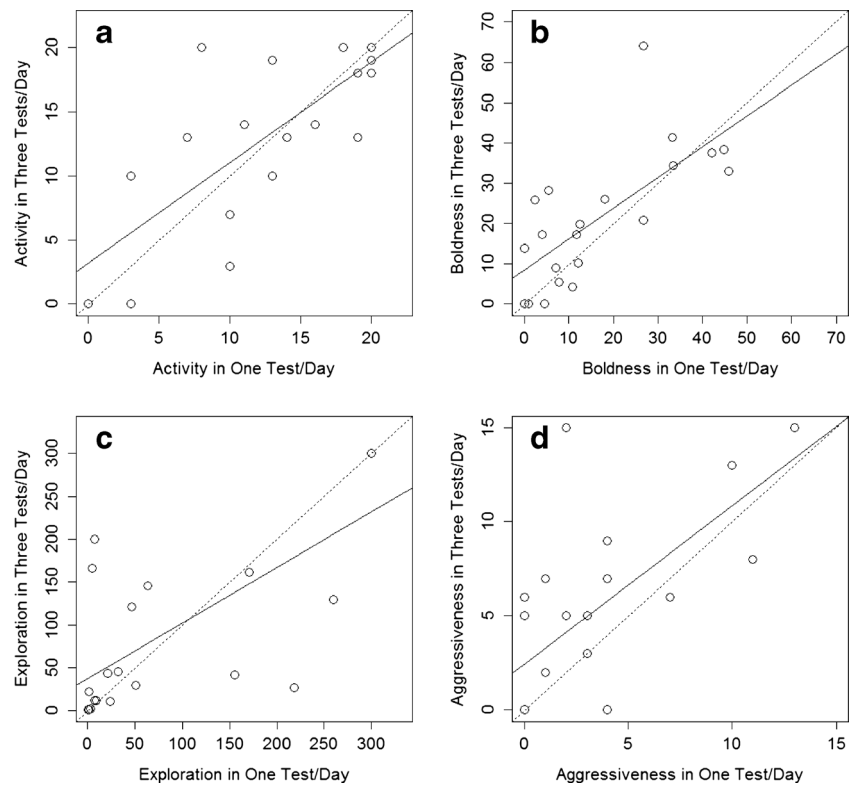 a
Activity in Three Tests/Day
0
5
10
15
20
0 5 10 15 20
Activity in One Test/Day
b
Boldness in Three Tests/Day
0
10
20
30
40
50
60
70
0 10 20 30 40 50 60 70
Boldness in One Test/Day
c
Exploration in Three Tests/Day
0
50
100
150
200
250
300
0 50 100 150 200 250 300
Exploration in One Test/Day
d
Aggressiveness in Three Tests/Day
0
5
10
15
0 5 10 15
Aggressiveness in One Test/Day